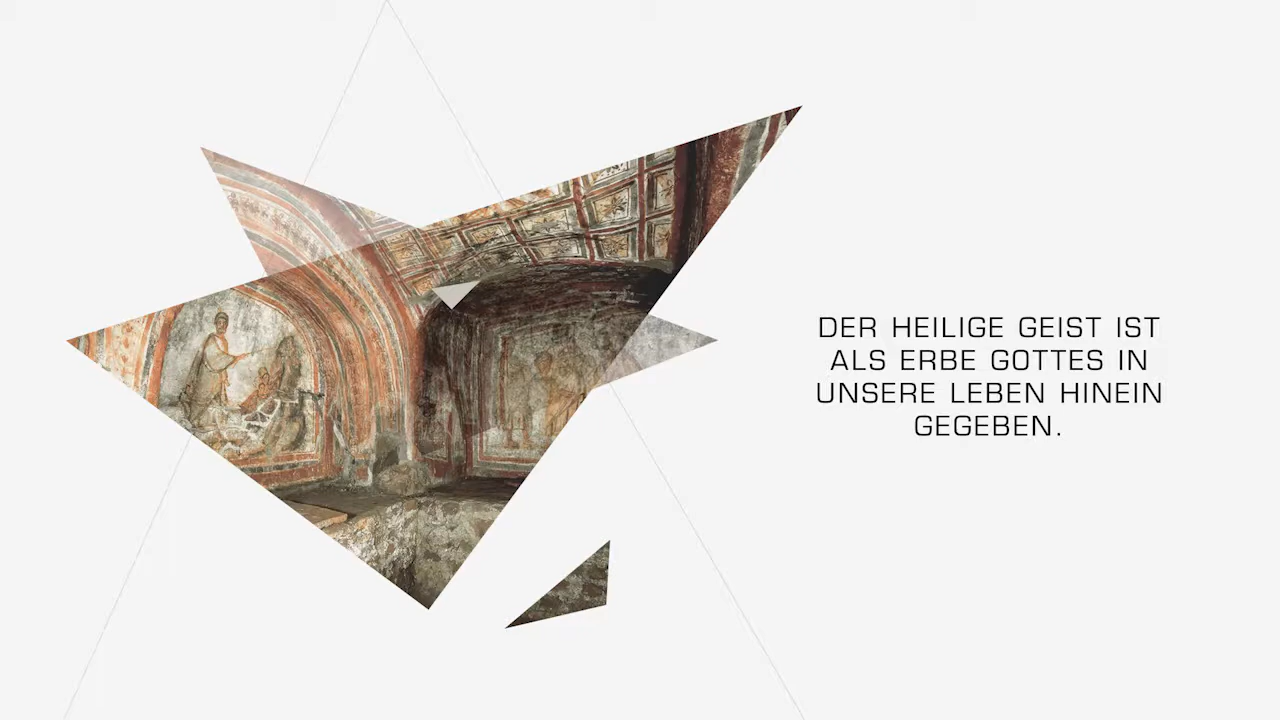 DER HEILIGE GEIST IST
ALS ERBE GOTTES IN
UNSERE LEBEN HINEIN
GEGEBEN.